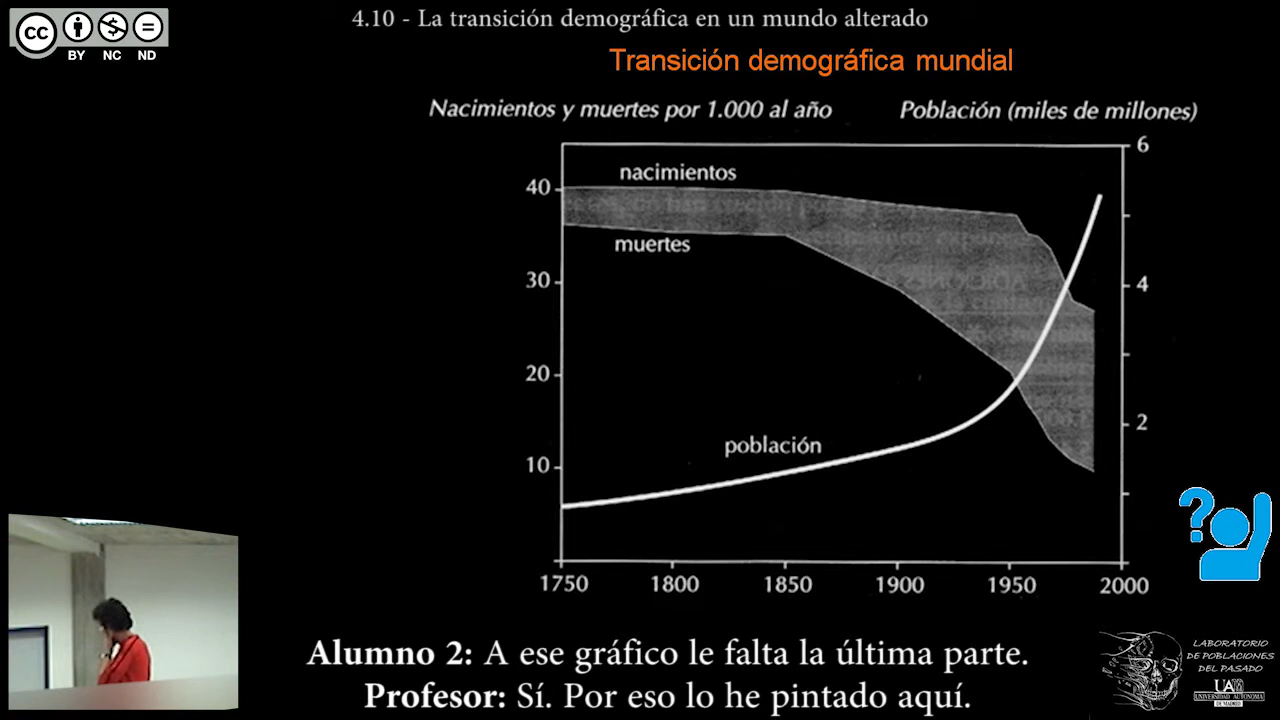 4.10 - La transición demográfica en un mundo alterado
CC
BY NC ND
Transición demográfica mundial
Nacimientos y muertes por 1.000 al año
Población (miles de millones)
nacimientos
muertes
población
40
30
20
10
6
4
2
1750 1800 1850 1900 1950 2000
?
Alumno 2: A ese gráfico le falta la última parte.
Profesor: Sí. Por eso lo he pintado aquí.
LABORATORIO
DE POBLACIONES
DEL PASADO
UAM
UNIVERSIDAD AUTONOMA
DE MADRID